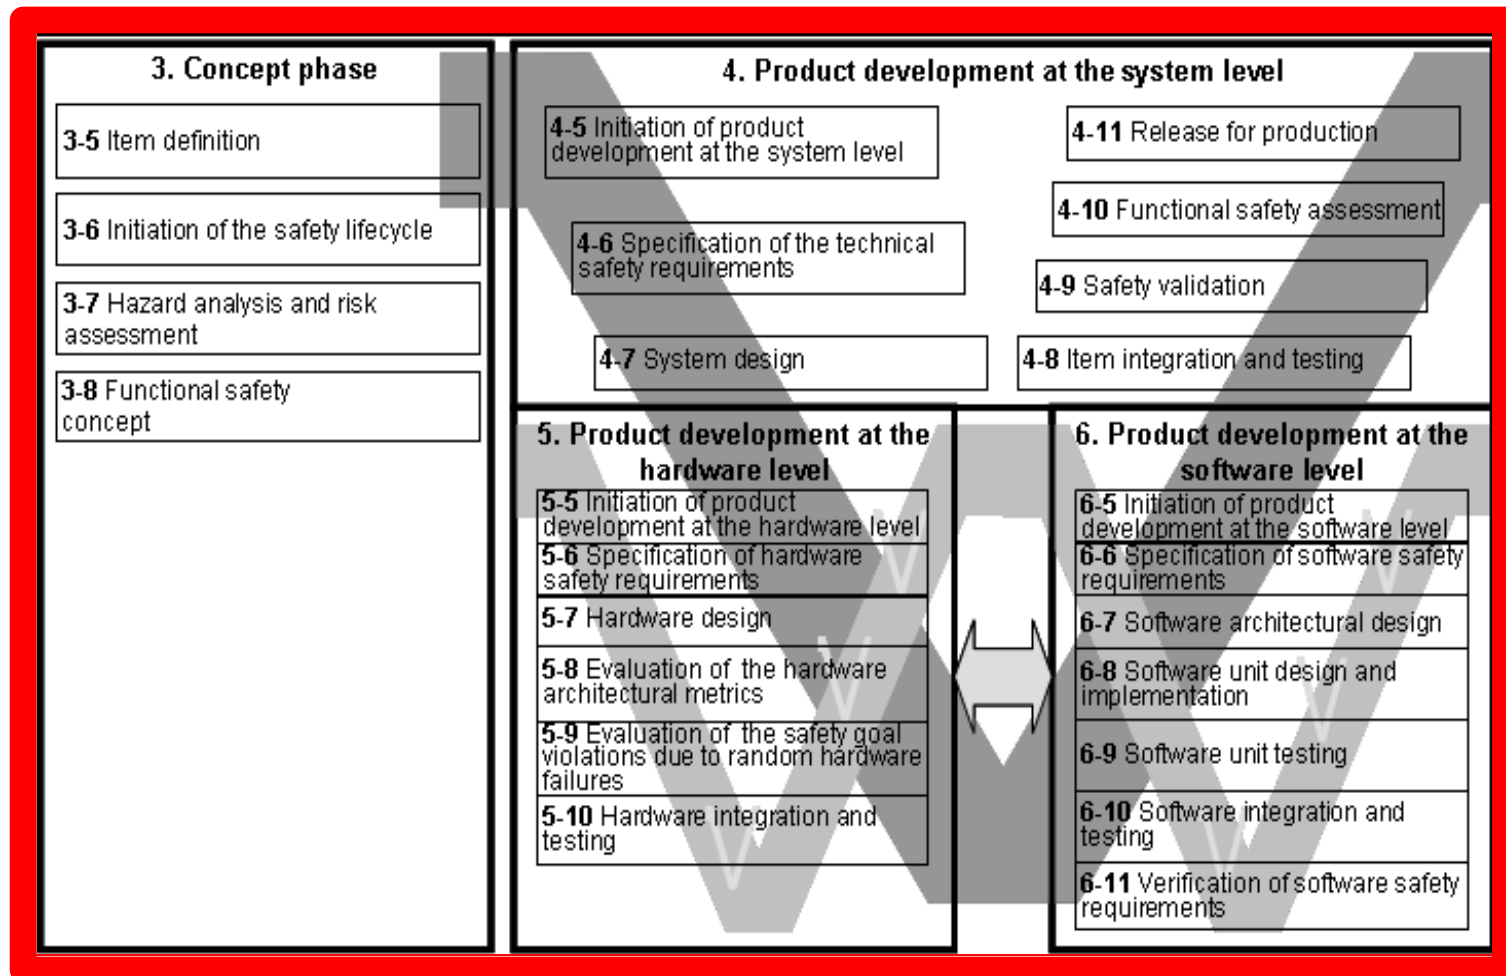 3. Concept phase
3-5 Item definition
3-6 Initiation of the safety lifecycle
3-7 Hazard analysis and risk
assessment
3-8 Functional safety
concept
4. Product development at the system level
4-5 Initiation of product
development at the system level
4-6 Specification of the technical
safety requirements
4-7 System design
4-11 Release for production
4-10 Functional safety assessment
4-9 Safety validation
4-8 Item integration and testing
5. Product development at the
hardware level
5-5 Initiation of product
development at the hardware level
5-6 Specification of hardware
safety requirements
5-7 Hardware design
5-8 Evaluation of the hardware
architectural metrics
5-9 Evaluation of the safety goal
violations due to random hardware
failures
5-10 Hardware integration and
testing
6. Product development at the
software level
6-5 Initiation of product
development at the software level
6-6 Specification of software safety
requirements
6-7 Software architectural design
6-8 Software unit design and
implementation
6-9 Software unit testing
6-10 Software integration and
testing
6-11 Verification of software safety
requirements